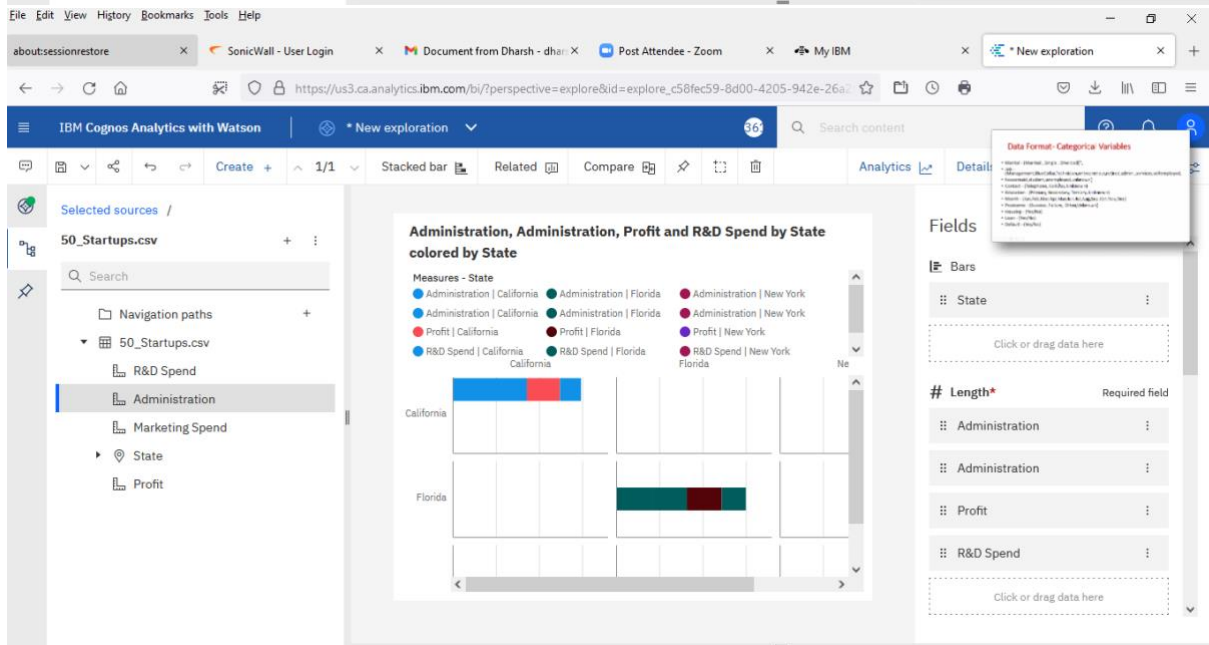 File Edit View History Bookmarks Tools Help
about:sessionrestore SonicWall - User Login Document from Dharsh - dhar Post Attendee - Zoom My IBM * New exploration
https://us3.ca.analytics.ibm.com/bi/?perspective=explore&id=explore_c58fec59-8d00-4205-942e-26a2
IBM Cognos Analytics with Watson * New exploration Search content
Data Format- Categorical Variables
Create + 1/1 Stacked bar Related Compare Analytics Details
Selected sources /
50_Startups.csv
Search
Navigation paths
50_Startups.csv
R&D Spend
Administration
Marketing Spend
State
Profit
Administration, Administration, Profit and R&D Spend by State
colored by State
Measures - State
Administration | California Administration | Florida Administration | New York
Administration | California Administration | Florida Administration | New York
Profit | California Profit | Florida Profit | New York
R&D Spend | California R&D Spend | Florida R&D Spend | New York
California Florida Ne
California
Florida
Fields
Bars
State
Click or drag data here
# Length* Required field
Administration
Administration
Profit
R&D Spend
Click or drag data here